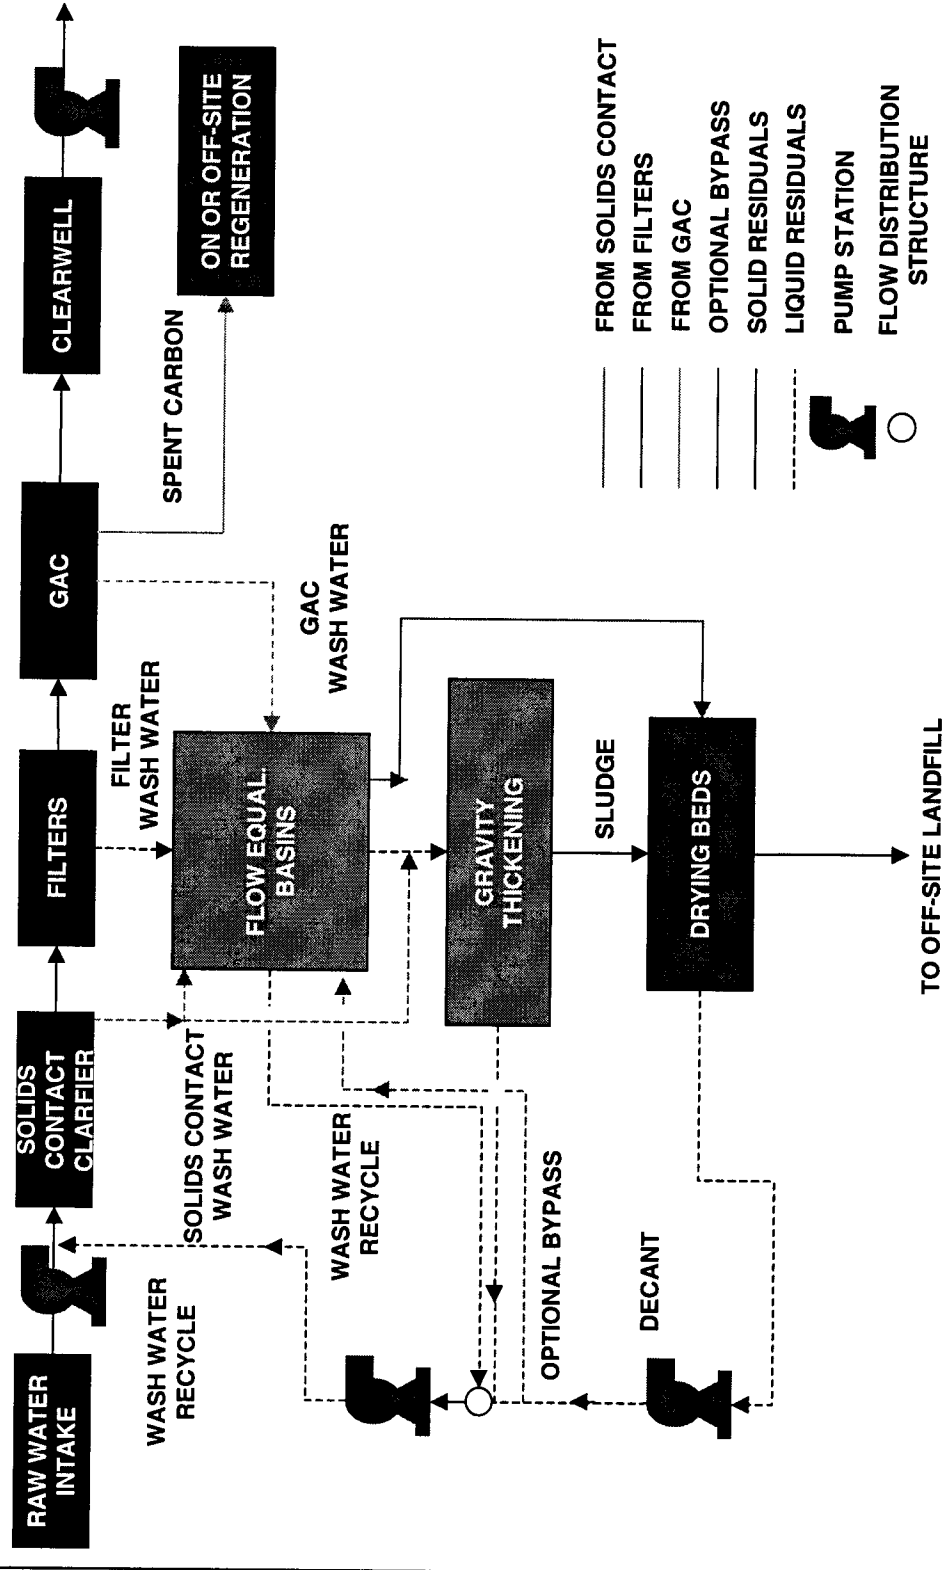 RAW WATER
INTAKE
SOLIDS
CONTACT
CLARFIER
FILTERS
GAC
CLEARWELL
WASH WATER
RECYCLE
SOLIDS CONTACT
WASH WATER
FILTER
WASH WATER
SPENT CARBON
ON OR OFF-SITE
REGENERATION
FLOW EQUAL.
BASINS
GAC
WASH WATER
WASH WATER
RECYCLE
GRAVITY
THICKENING
OPTIONAL BYPASS
SLUDGE
DECANT
DRYING BEDS
TO OFF-SITE LANDFILL
FROM SOLIDS CONTACT
FROM FILTERS
FROM GAC
OPTIONAL BYPASS
SOLID RESIDUALS
LIQUID RESIDUALS
PUMP STATION
FLOW DISTRIBUTION
STRUCTURE